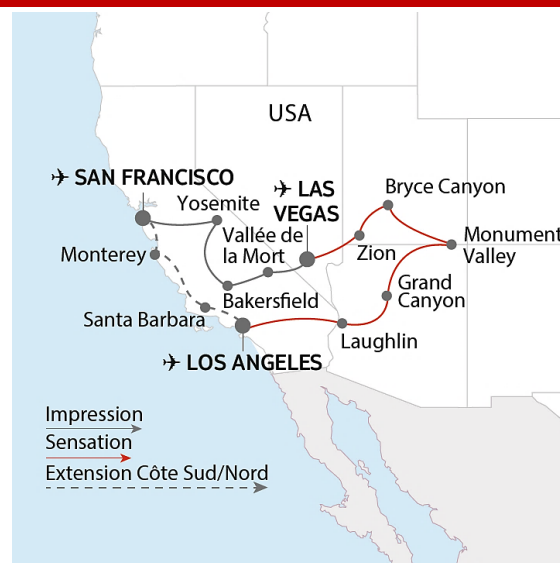 USA
SAN FRANCISCO
Yosemite
LAS
VEGAS
Bryce Canyon
Monterey
Vallée de
la Mort
Zion
Monument
Valley
Bakersfield
Grand
Canyon
Santa Barbara
Laughlin
LOS ANGELES
Impression
Sensation
Extension Côte Sud/Nord